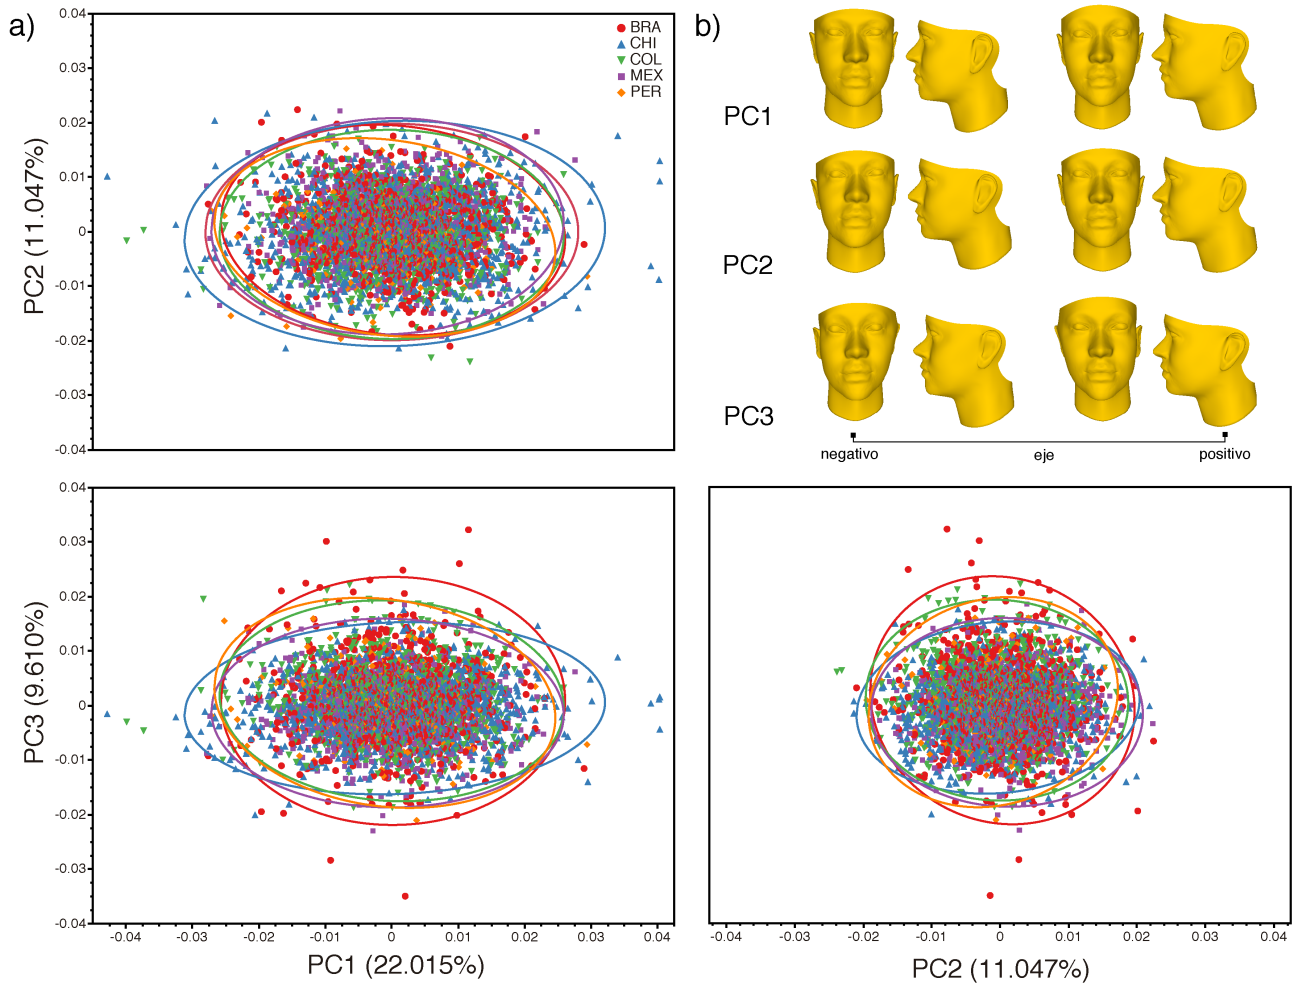 a)
BRA
CHI
COL
MEX
PER
0.04
0.03
0.02
0.01
0
-0.01
-0.02
-0.03
-0.04
PC2 (11.047%)
b)
PC1
PC2
PC3
negativo
eje
positivo
0.04
0.03
0.02
0.01
0
-0.01
-0.02
-0.03
-0.04
PC3 (9.610%)
-0.04 -0.03 -0.02 -0.01 0 0.01 0.02 0.03 0.04
PC1 (22.015%)
-0.04 -0.03 -0.02 -0.01 0 0.01 0.02 0.03 0.04
PC2 (11.047%)